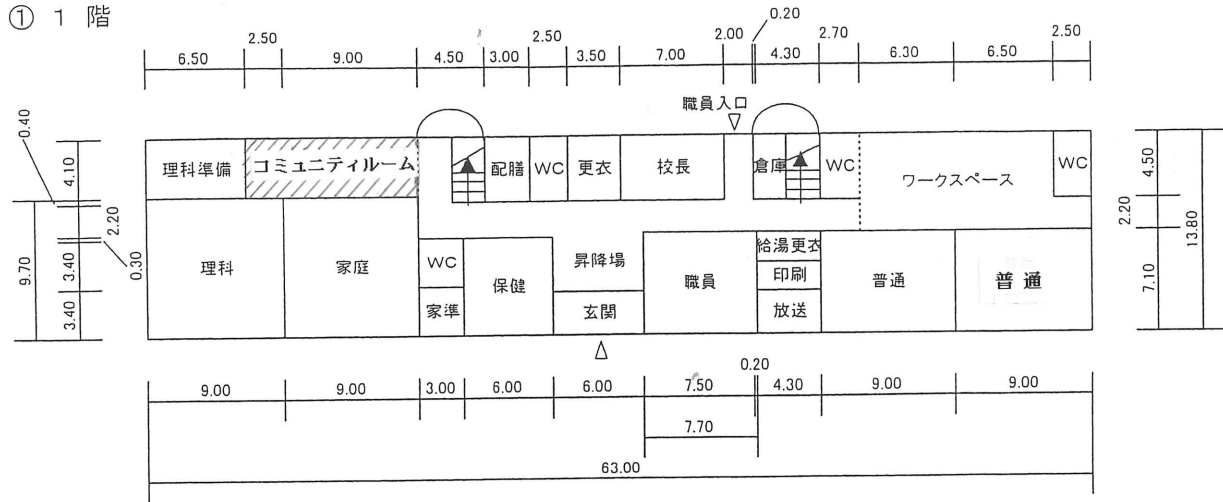 ① 1 階
0.20
2.50 2.50 2.00 2.70 2.50
6.50 9.00 4.50 3.00 3.50 7.00 4.30 6.30 6.50
職員入口
0.40
4.10
理科準備 コミュニティルーム 配膳 WC 更衣 校長 倉庫 WC ワークスペース WC
4.50
2.20
2.20
13.80
9.70
3.40
0.30
3.40
理科 家庭 WC 家準 保健 昇降場 玄関 職員 給湯更衣 印刷 放送 普通 普通
7.10
0.20
9.00 9.00 3.00 6.00 6.00 7.50 4.30 9.00 9.00
7.70
63.00